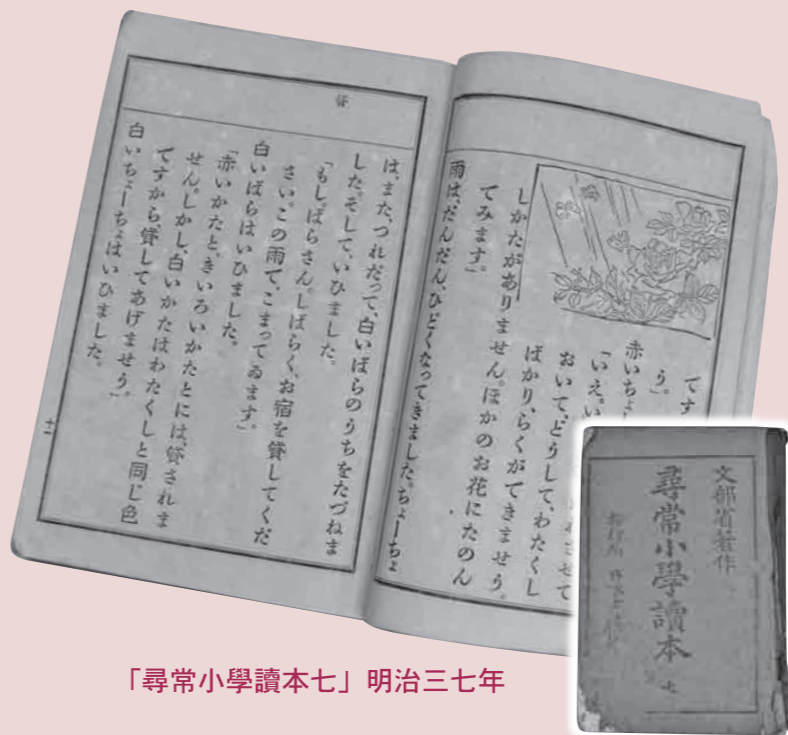 です
う。」
赤いちょ
「いえ。い
れさせて
おいて、どうして、わたくし
ばかり、らくができませう。
しかたがありません。ほかのお花にたのん
でみます。」
雨は、だんだん、ひどくなってきました。ちょーちょ
貸
は、また、つれだって、白いばらのうちをたづねま
した。そして、いひました。
「もし。ばらさん。しばらく、お宿を貸してくだ
さい。この雨で、こまってゐます。」
白いばらはいひました。
「赤いかたと、きいろいかたとには、貸されま
せん。しかし、白いかたはわたくしと同じ色
ですから、貸してあげませう。」
白いちょーちょはいひました。
十一
文部省著作
尋常小學讀本 七
「尋常小學讀本七」明治三七年